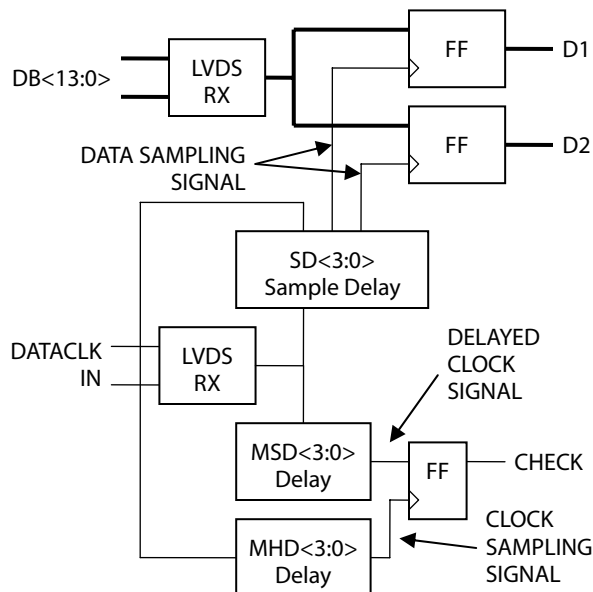 DB<13:0>
LVDS
RX
FF
D1
FF
D2
DATA SAMPLING
SIGNAL
SD<3:0>
Sample Delay
DATACLK
IN
LVDS
RX
DELAYED
CLOCK
SIGNAL
MSD<3:0>
Delay
FF
CHECK
MHD<3:0>
Delay
CLOCK
SAMPLING
SIGNAL